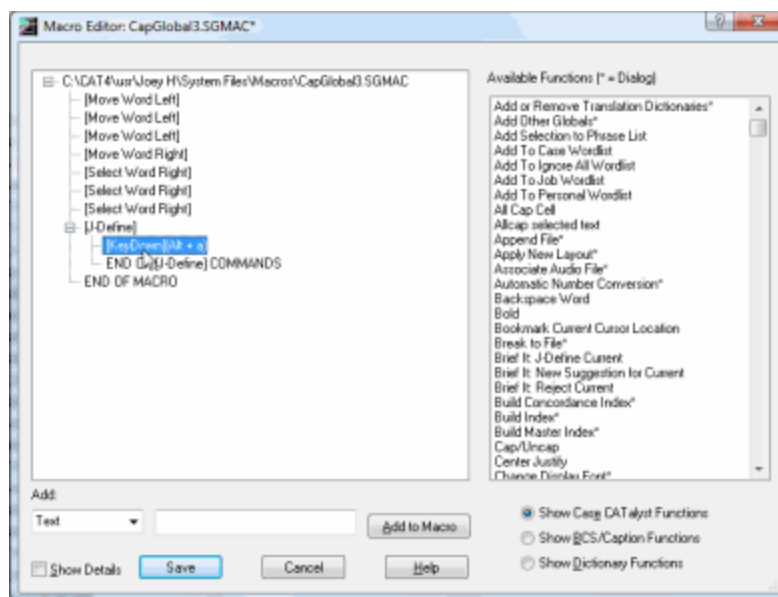 Macro Editor: CapGlobal3.SGMAC*
C:\CAT4\usr\Joey H\System Files\Macros\CapGlobal3.SGMAC
[Move Word Left]
[Move Word Left]
[Move Word Left]
[Move Word Right]
[Select Word Right]
[Select Word Right]
[Select Word Right]
[J-Define]
[KeyDown](Alt + a)
END OF [J-Define] COMMANDS
END OF MACRO
Available Functions (* = Dialog)
Add or Remove Translation Dictionaries*
Add Other Globals*
Add Selection to Phrase List
Add To Case Wordlist
Add To Ignore All Wordlist
Add To Job Wordlist
Add To Personal Wordlist
All Cap Cell
Allcap selected text
Append File*
Apply New Layout*
Associate Audio File*
Automatic Number Conversion*
Backspace Word
Bold
Bookmark Current Cursor Location
Break to File*
Brief It: J-Define Current
Brief It: New Suggestion for Current
Brief It: Reject Current
Build Concordance Index*
Build Index*
Build Master Index*
Cap/Uncap
Center Justify
Change Display Font*
Add:
Text
Add to Macro
Show Details
Save
Cancel
Help
Show Case CATalyst Functions
Show BCS/Caption Functions
Show Dictionary Functions